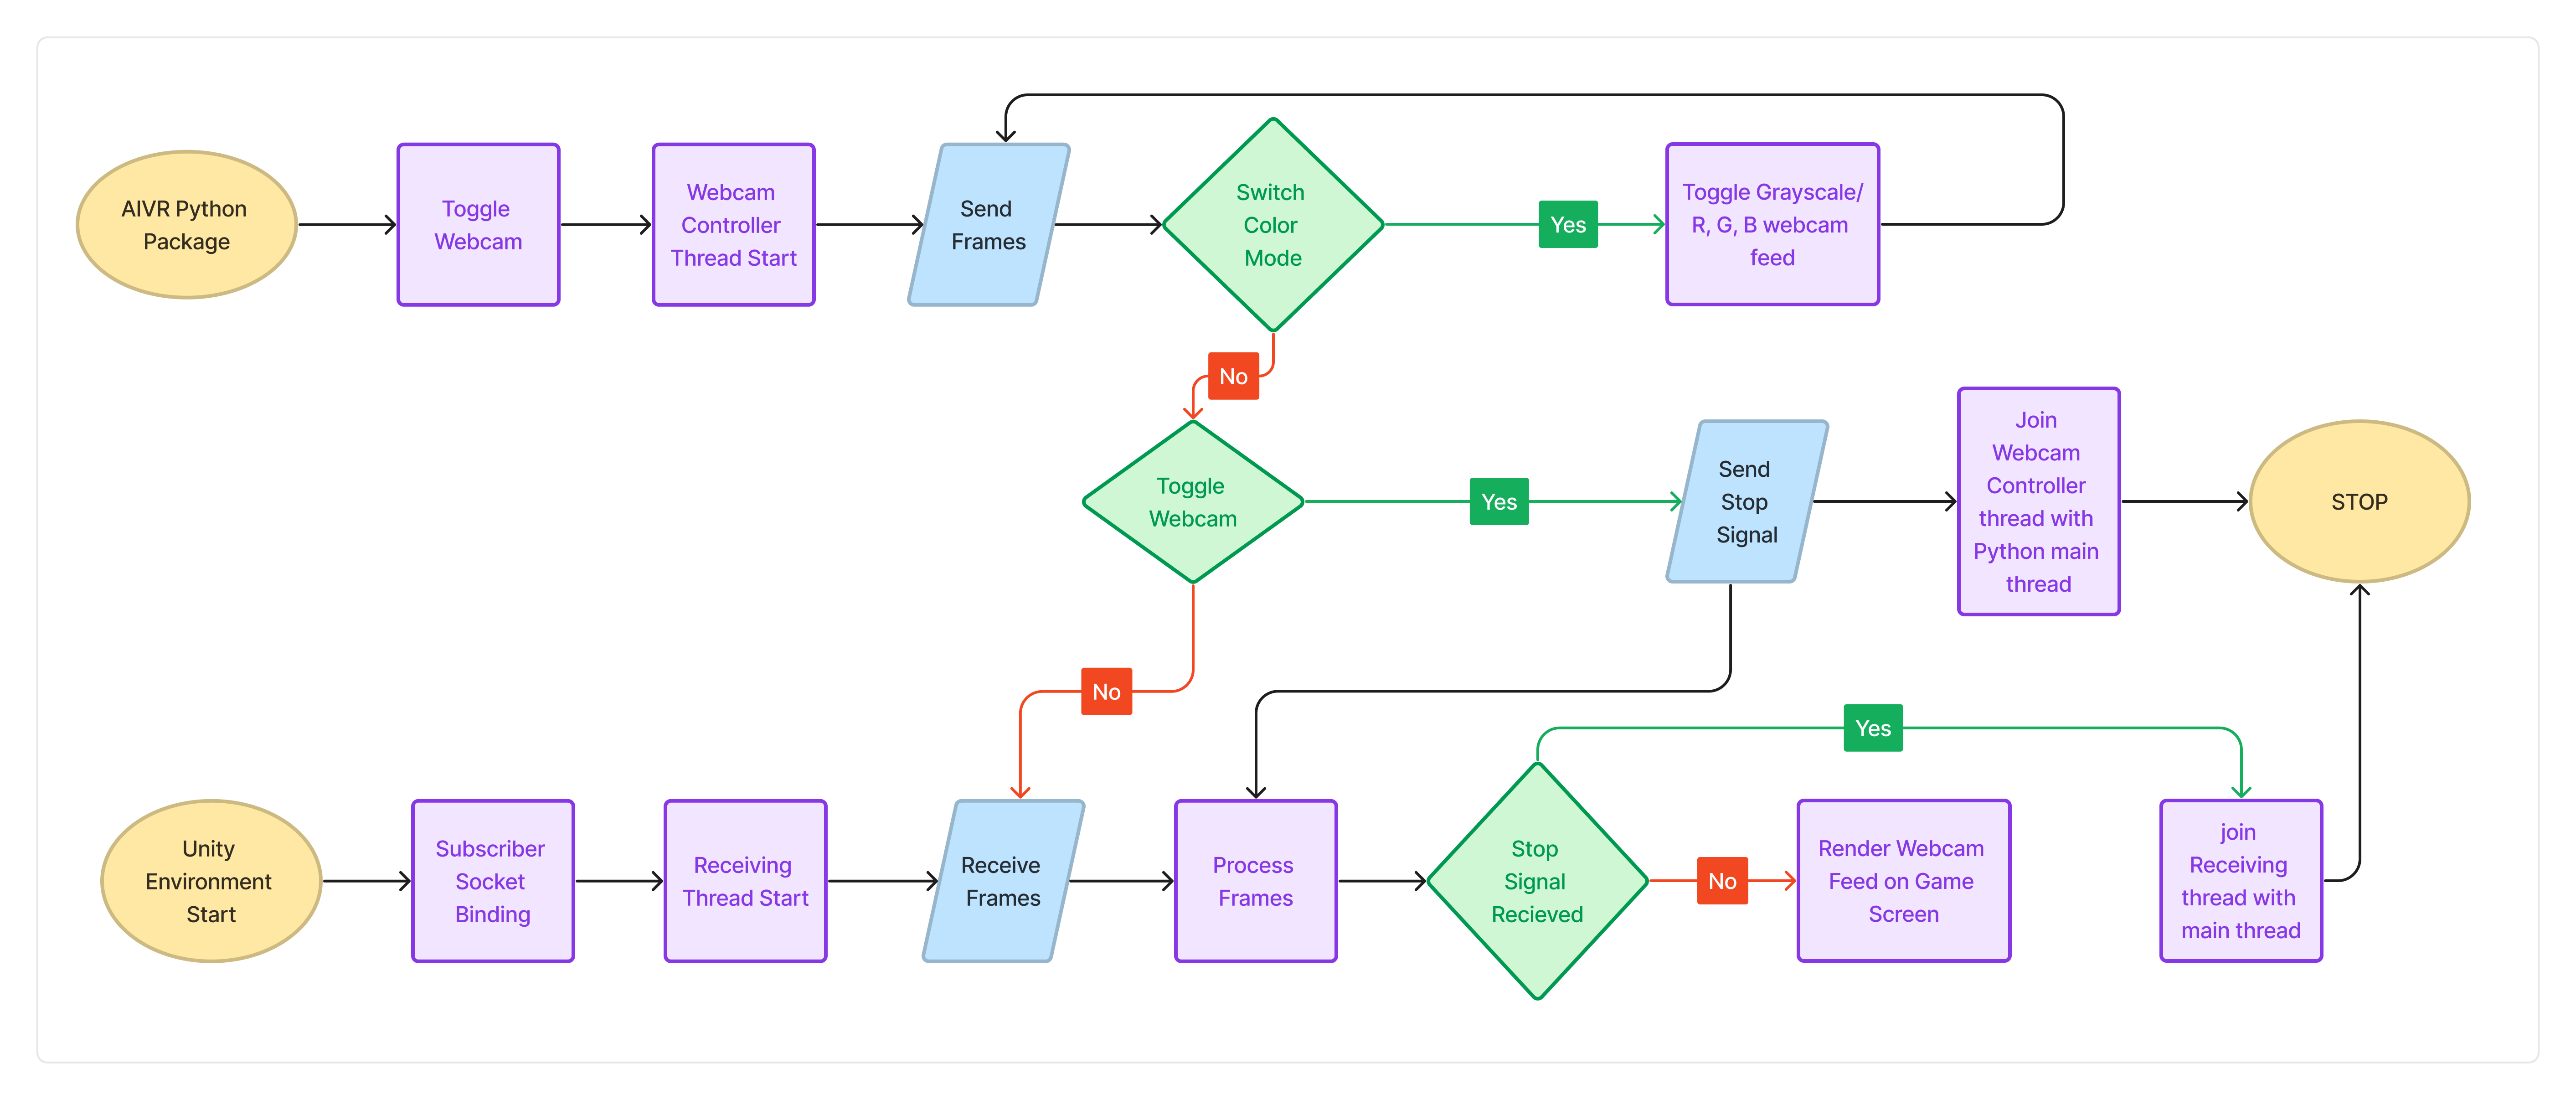 AIVR Python
Package
Toggle
Webcam
Webcam
Controller
Thread Start
Send
Frames
Switch
Color
Mode
Yes
Toggle Grayscale/
R, G, B webcam
feed
No
Toggle
Webcam
Yes
Send
Stop
Signal
Join
Webcam
Controller
thread with
Python main
thread
STOP
No
Yes
Unity
Environment
Start
Subscriber
Socket
Binding
Receiving
Thread Start
Receive
Frames
Process
Frames
Stop
Signal
Recieved
No
Render Webcam
Feed on Game
Screen
join
Receiving
thread with
main thread